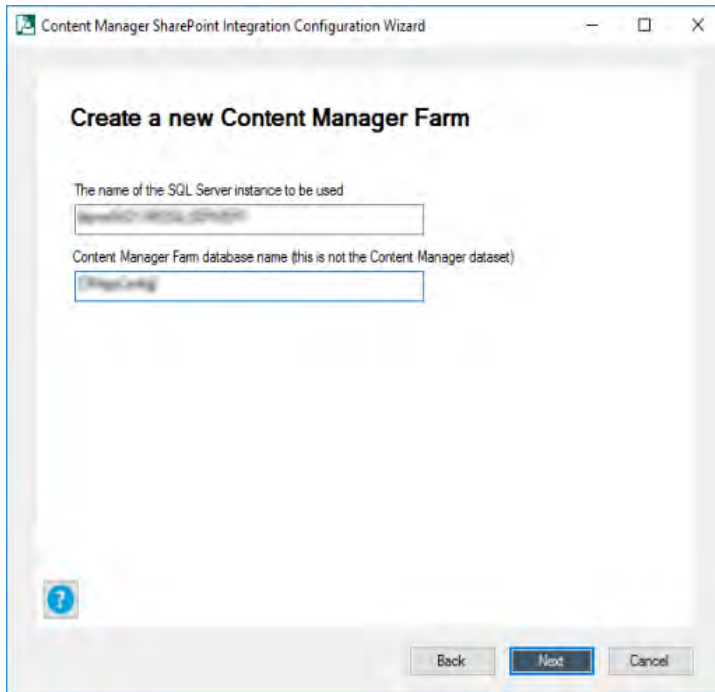 Content Manager SharePoint Integration Configuration Wizard
Create a new Content Manager Farm
The name of the SQL Server instance to be used
Content Manager Farm database name (this is not the Content Manager dataset)
?
Back Next Cancel